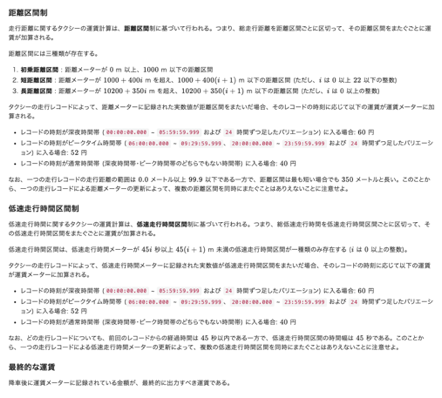 距離区間制
走行距離に関するタクシーの運賃計算は、距離区間制に基づいて行われる。つまり、総走行距離を距離区間ごとに区切って、その距離区間をまたぐごとに運
賃が加算される。
距離区間には三種類が存在する。
1. 初乗距離区間：距離メーターが 0 m 以上、1000 m 以下の距離区間
2. 短距離区間：距離メーターが 1000 + 400i m を超え、1000 + 400(i + 1) m 以下の距離区間 (ただし、i は 0 以上 22 以下の整数)
3. 長距離区間：距離メーターが 10200 + 350i m を超え、10200 + 350(i + 1) m 以下の距離区間 (ただし、i は 0 以上の整数)
タクシーの走行レコードによって、距離メーターに記録された実数値が距離区間をまたいだ場合、そのレコードの時刻に応じて以下の運賃が運賃メーターに加
算される。
• レコードの時刻が深夜時間帯 ( 00:00:00.000 - 05:59:59.999 および 24 時間ずつ足したバリエーション) に入る場合: 60 円
• レコードの時刻がピークタイム時間帯 ( 06:00:00.000 - 09:29:59.999 、 20:00:00.000 - 23:59:59.999 および 24 時間ずつ足したバリエーショ
ン) に入る場合: 52 円
• レコードの時刻が通常時間帯 (深夜時間帯･ピーク時間帯のどちらでもない時間帯) に入る場合: 40 円
なお、一つの走行レコードの走行距離の範囲は 0.0 メートル以上 99.9 以下である一方で、距離区間は最も短い場合でも 350 メートルと長い。このことか
ら、一つの走行レコードによる距離メーターの更新によって、複数の距離区間を同時にまたことはありえないことに注意せよ。
低速走行時間区間制
低速走行時間に関するタクシーの運賃計算は、低速走行時間区間制に基づいて行われる。つまり、総低速走行時間を低速走行時間区間ごとに区切って、そ
の低速走行時間区間をまたぐごとに運賃が加算される。
低速走行時間区間は、低速走行時間メーターが 45i 秒以上 45(i + 1) m 未満の低速走行時間区間が一種類のみ存在する (i は 0 以上の整数)。
タクシーの走行レコードによって、低速走行時間メーターに記録された実数値が低速走行時間区間をまたいだ場合、そのレコードの時刻に応じて以下の運賃
が運賃メーターに加算される。
• レコードの時刻が深夜時間帯 ( 00:00:00.000 - 05:59:59.999 および 24 時間ずつ足したバリエーション) に入る場合: 60 円
• レコードの時刻がピークタイム時間帯 ( 06:00:00.000 - 09:29:59.999 、 20:00:00.000 - 23:59:59.999 および 24 時間ずつ足したバリエーショ
ン) に入る場合: 52 円
• レコードの時刻が通常時間帯 (深夜時間帯･ピーク時間帯のどちらでもない時間帯) に入る場合: 40 円
なお、どの走行レコードについても、前回のレコードからの経過時間は 45 秒以内である一方で、低速走行時間区間の時間幅は 45 秒である。このことか
ら、一つの走行レコードによる低速走行時間メーターの更新によって、複数の低速走行時間区間を同時にまたことはありえないことに注意せよ。
最終的な運賃
降車後に運賃メーターに記録されている金額が、最終的に出力すべき運賃である。